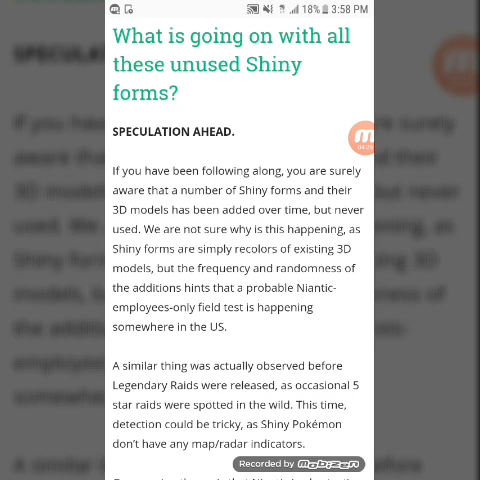 18% 3:58 PM
What is going on with all
these unused Shiny
forms?
SPECULATION AHEAD.
04:29
If you have been following along, you are surely
aware that a number of Shiny forms and their
3D models has been added over time, but never
used. We are not sure why is this happening, as
Shiny forms are simply recolors of existing 3D
models, but the frequency and randomness of
the additions hints that a probable Niantic-
employees-only field test is happening
somewhere in the US.
A similar thing was actually observed before
Legendary Raids were released, as occasional 5
star raids were spotted in the wild. This time,
detection could be tricky, as Shiny Pokémon
don't have any map/radar indicators.
Recorded by mobizen